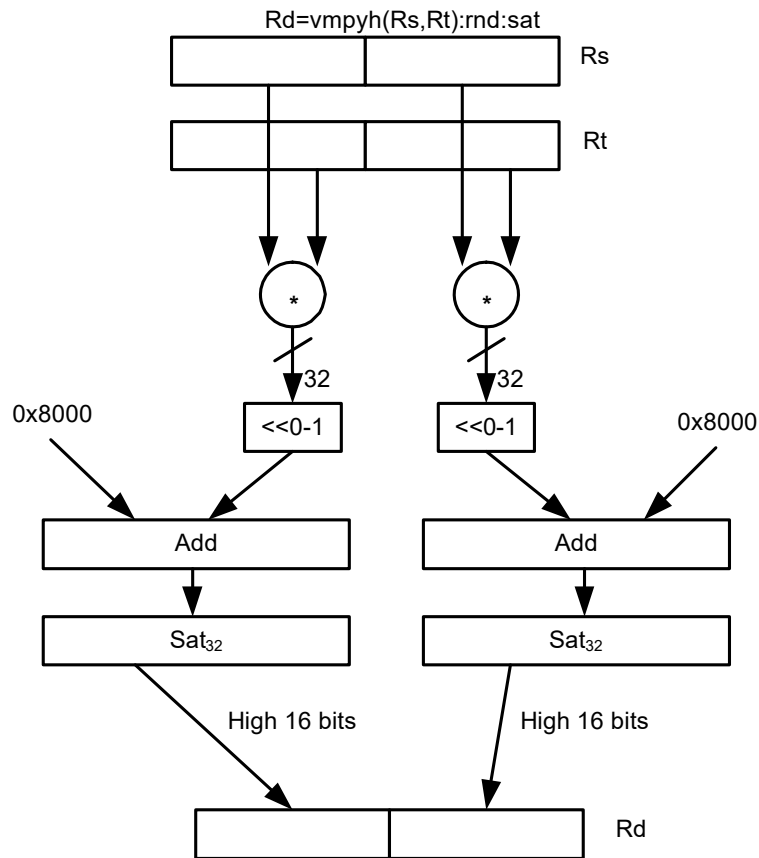 Rd=vmpyh(Rs,Rt):rnd:sat
Rs
Rt
* *
32 32
0x8000 <<0-1 <<0-1 0x8000
Add Add
Sat₃₂ Sat₃₂
High 16 bits High 16 bits
Rd